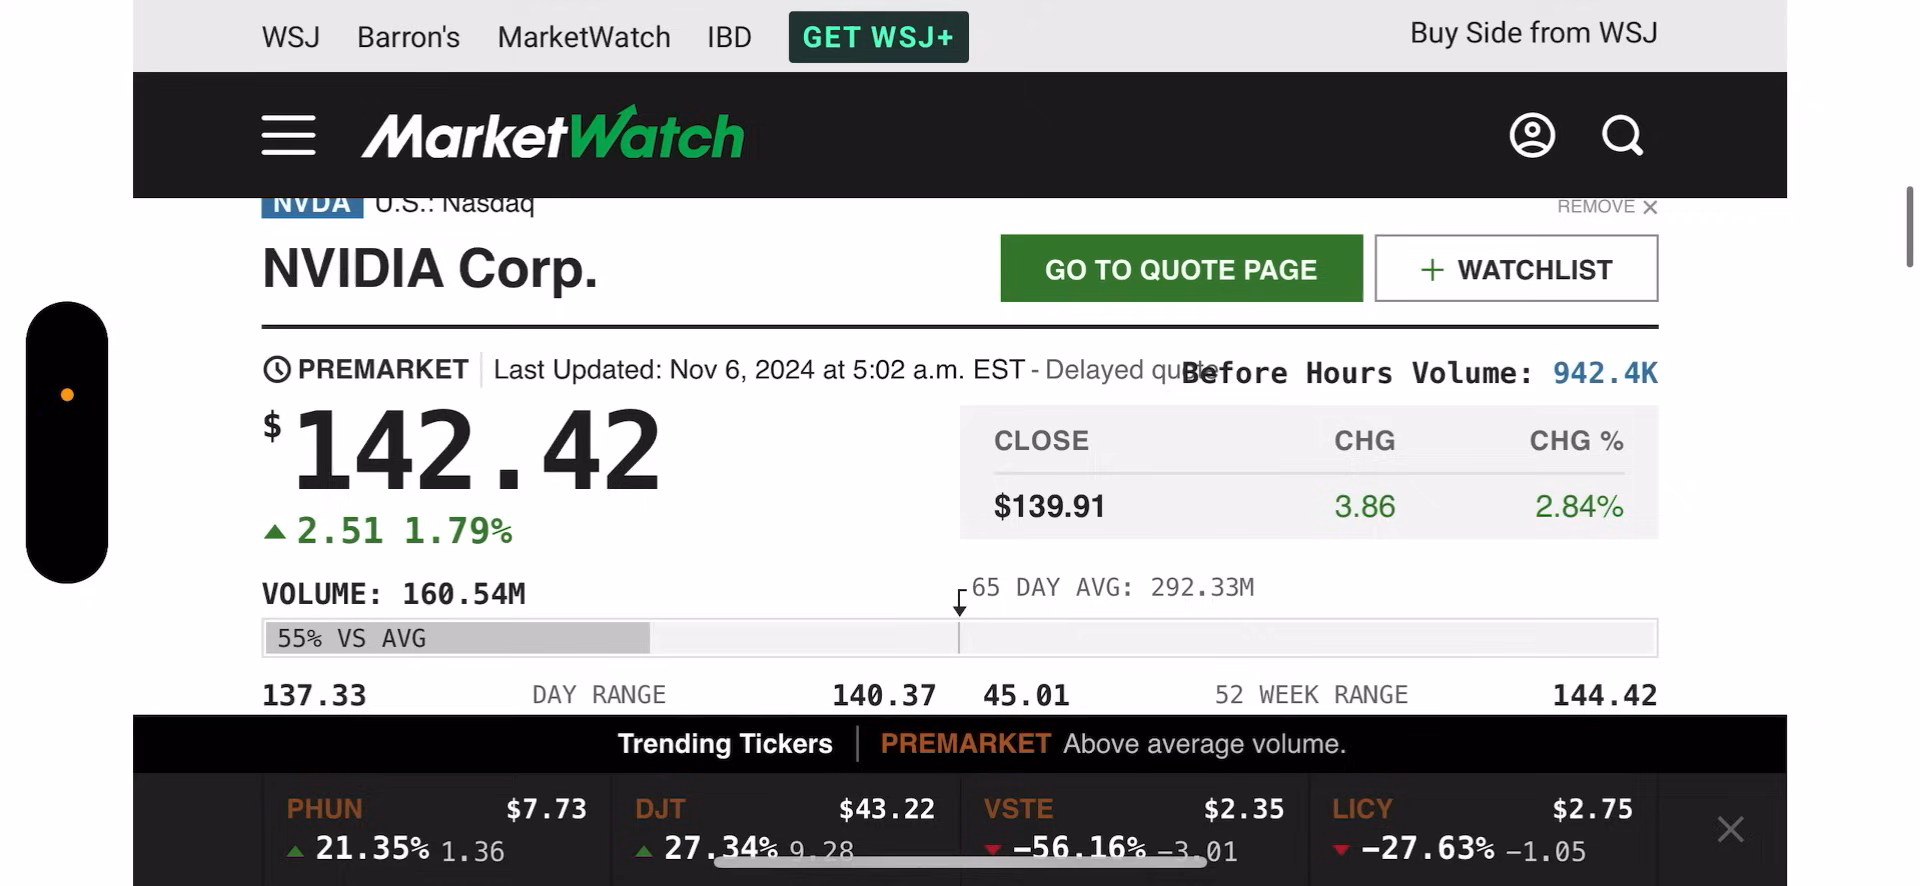 WSJ Barron's MarketWatch IBD GET WSJ+ Buy Side from WSJ
MarketWatch
NVDA U.S.: Nasdaq REMOVE
NVIDIA Corp. GO TO QUOTE PAGE + WATCHLIST
PREMARKET Last Updated: Nov 6, 2024 at 5:02 a.m. EST - Delayed quote Before Hours Volume: 942.4K
$142.42
2.51 1.79%
CLOSE CHG CHG %
$139.91 3.86 2.84%
VOLUME: 160.54M 65 DAY AVG: 292.33M
55% VS AVG
137.33 DAY RANGE 140.37 45.01 52 WEEK RANGE 144.42
Trending Tickers PREMARKET Above average volume.
PHUN $7.73 DJT $43.22 VSTE $2.35 LICY $2.75
21.35% 1.36 27.34% 9.28 −56.16% −3.01 −27.63% −1.05